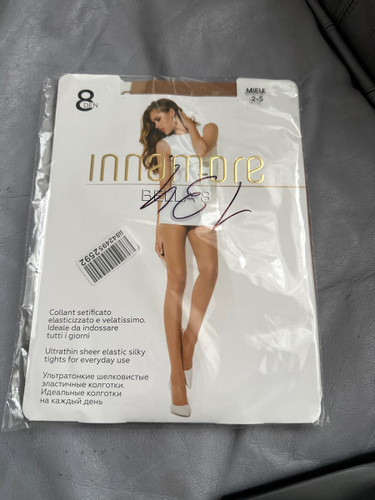 8
DEN
MIELE
2-S
innamore
BELLA 8
134
Collant setificato
elasticizzato e velatissimo.
Ideale da indossare
tutti i giorni
Ultrathin sheer elastic silky
tights for everyday use
Ультратонкие шелковистые
эластичные колготки.
Идеальные колготки
на каждый день